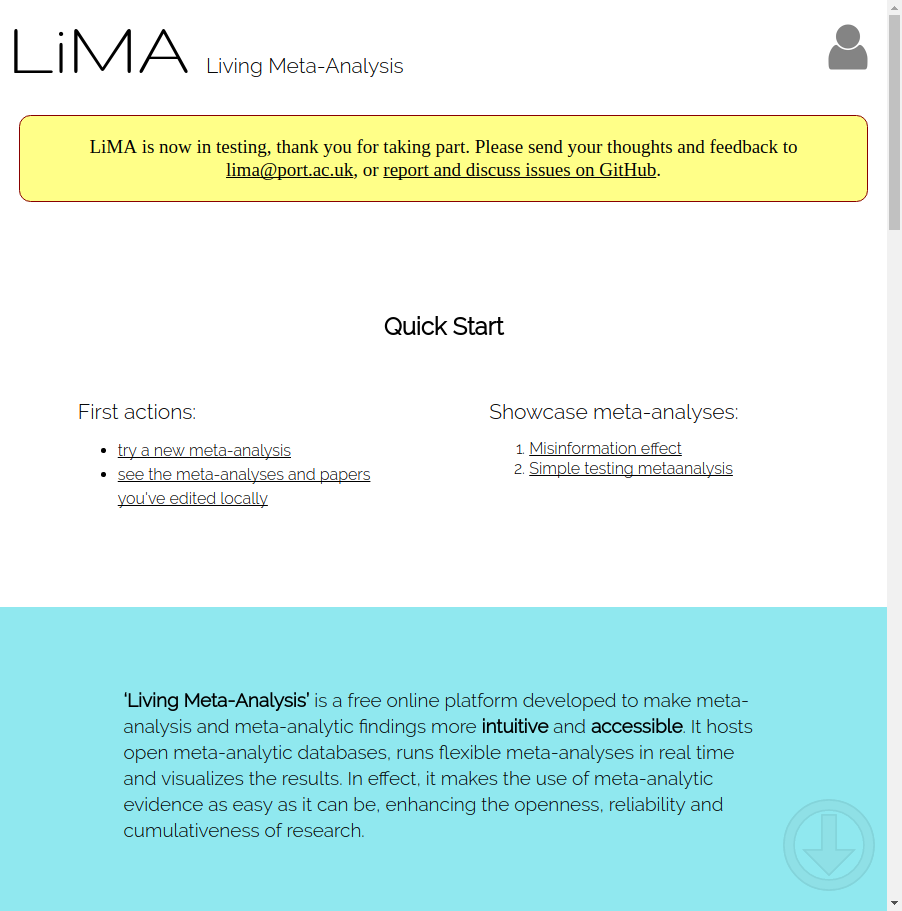 LiMA Living Meta-Analysis
LiMA is now in testing, thank you for taking part. Please send your thoughts and feedback to
lima@port.ac.uk, or report and discuss issues on GitHub.
Quick Start
First actions:
try a new meta-analysis
see the meta-analyses and papers
you've edited locally
Showcase meta-analyses:
1. Misinformation effect
2. Simple testing metaanalysis
‘Living Meta-Analysis’ is a free online platform developed to make meta-
analysis and meta-analytic findings more intuitive and accessible. It hosts
open meta-analytic databases, runs flexible meta-analyses in real time
and visualizes the results. In effect, it makes the use of meta-analytic
evidence as easy as it can be, enhancing the openness, reliability and
cumulativeness of research.